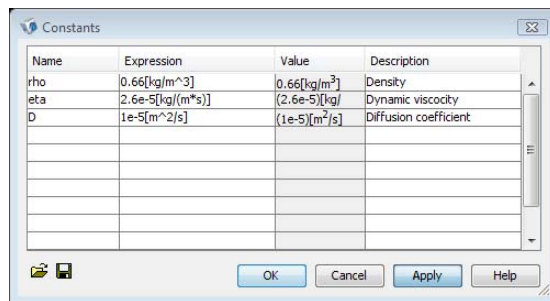 Constants
Name Expression Value Description
rho 0.66[kg/m^3] 0.66[kg/m³] Density
eta 2.6e-5[kg/(m*s)] (2.6e-5)[kg/ Dynamic viscocity
D 1e-5[m^2/s] (1e-5)[m²/s] Diffusion coefficient
OK Cancel Apply Help